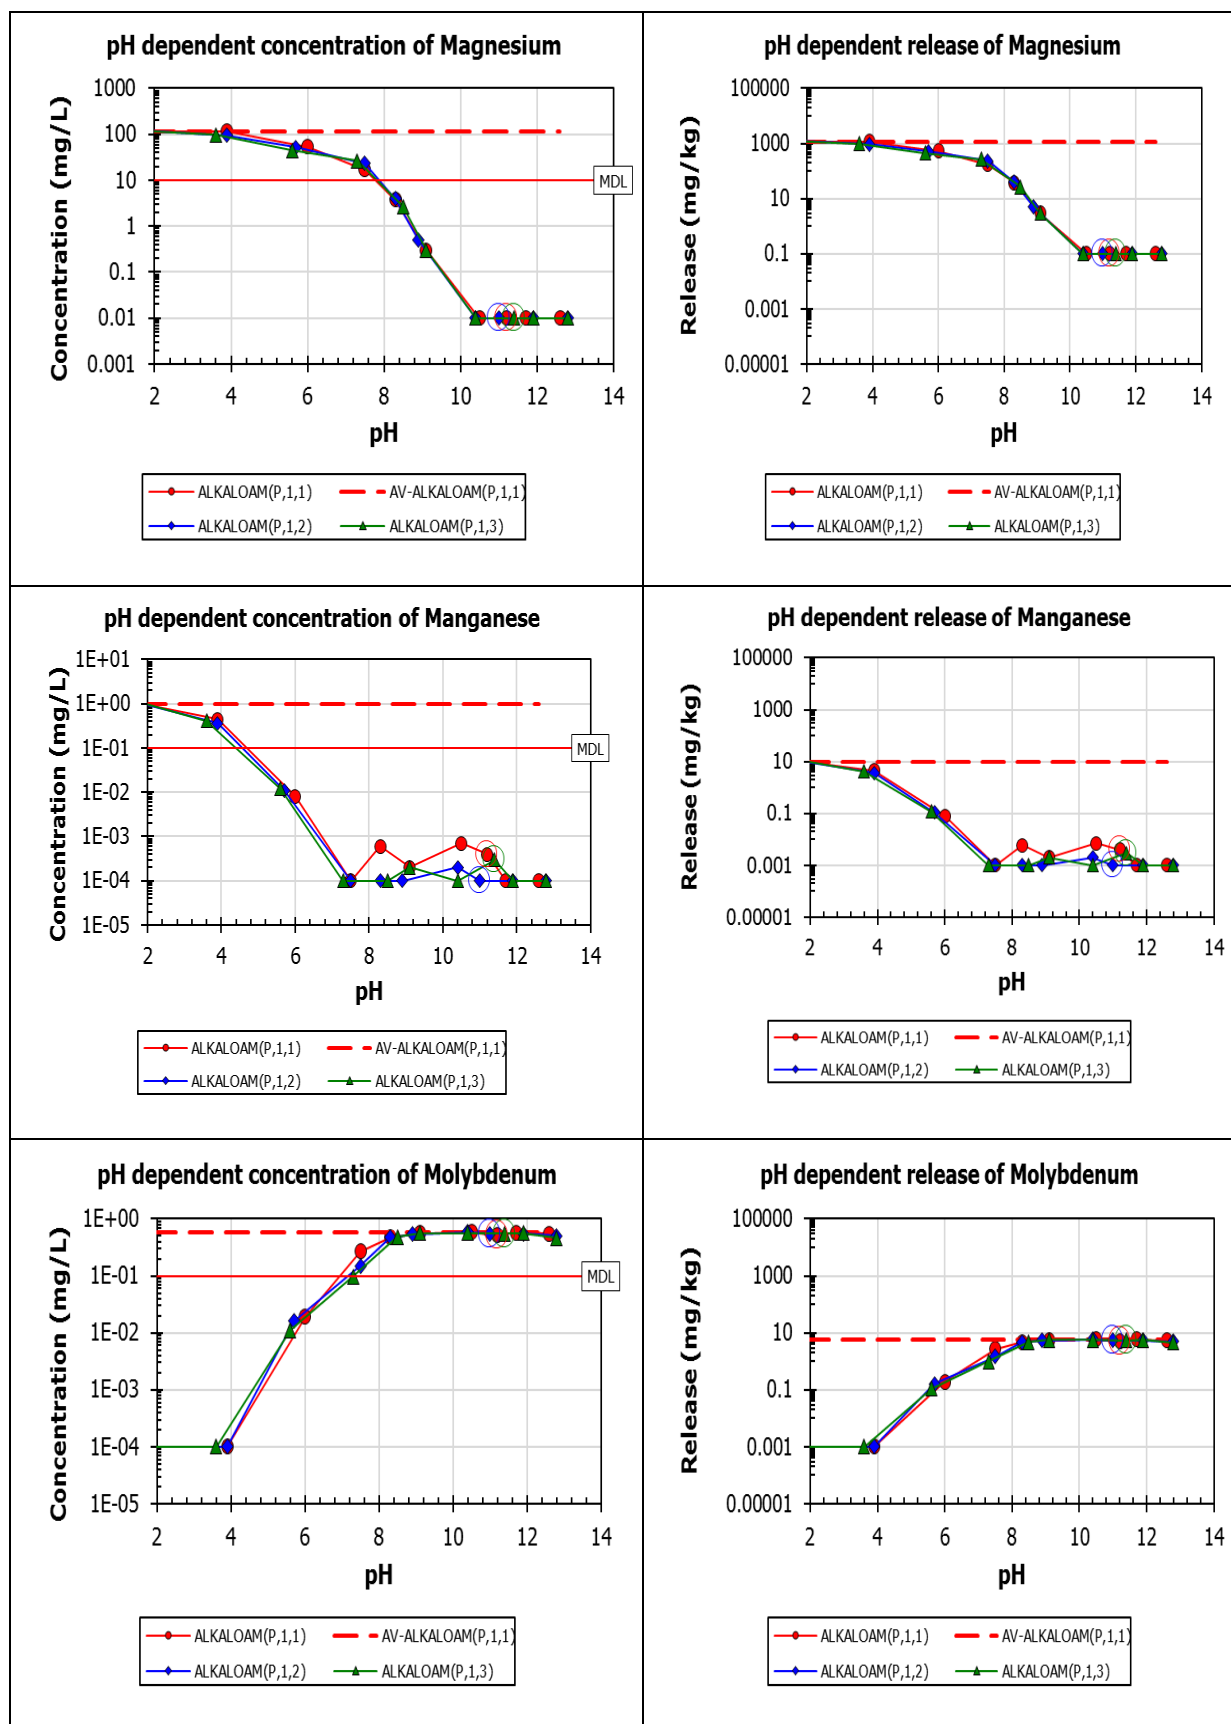 pH dependent concentration of Magnesium
Concentration (mg/L)
1000
100
10
1
0.1
0.01
0.001
MDL
2 4 6 8 10 12 14
pH
ALKALOAM(P,1,1) AV-ALKALOAM(P,1,1)
ALKALOAM(P,1,2) ALKALOAM(P,1,3)
pH dependent release of Magnesium
Release (mg/kg)
100000
1000
10
0.1
0.001
0.00001
2 4 6 8 10 12 14
pH
ALKALOAM(P,1,1) AV-ALKALOAM(P,1,1)
ALKALOAM(P,1,2) ALKALOAM(P,1,3)
pH dependent concentration of Manganese
Concentration (mg/L)
1E+01
1E+00
1E-01
1E-02
1E-03
1E-04
1E-05
MDL
2 4 6 8 10 12 14
pH
ALKALOAM(P,1,1) AV-ALKALOAM(P,1,1)
ALKALOAM(P,1,2) ALKALOAM(P,1,3)
pH dependent release of Manganese
Release (mg/kg)
100000
1000
10
0.1
0.001
0.00001
2 4 6 8 10 12 14
pH
ALKALOAM(P,1,1) AV-ALKALOAM(P,1,1)
ALKALOAM(P,1,2) ALKALOAM(P,1,3)
pH dependent concentration of Molybdenum
Concentration (mg/L)
1E+00
1E-01
1E-02
1E-03
1E-04
1E-05
MDL
2 4 6 8 10 12 14
pH
ALKALOAM(P,1,1) AV-ALKALOAM(P,1,1)
ALKALOAM(P,1,2) ALKALOAM(P,1,3)
pH dependent release of Molybdenum
Release (mg/kg)
100000
1000
10
0.1
0.001
0.00001
2 4 6 8 10 12 14
pH
ALKALOAM(P,1,1) AV-ALKALOAM(P,1,1)
ALKALOAM(P,1,2) ALKALOAM(P,1,3)